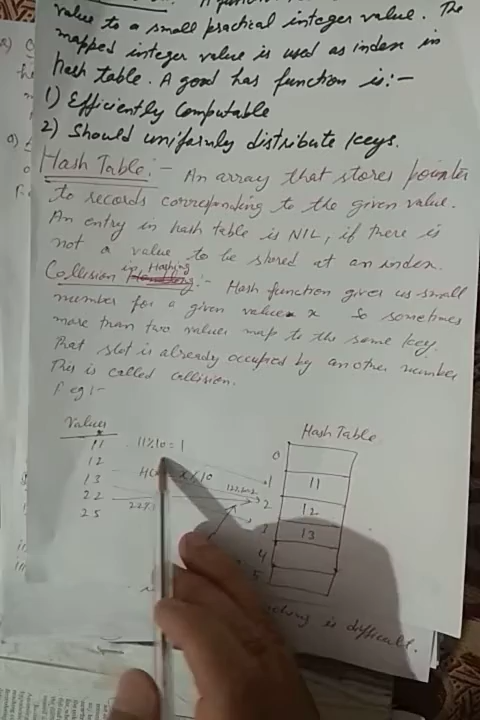 value to a small practical integer value. The
mapped integer value is used as index in
hash table. A good has function is:-
1) Efficiently Computable
2) Should uniformly distribute keys.
Hash Table:- An array that stores pointer
to records corresponding to the given value.
An entry in hash table is NIL, if there is
not a value to be stored at an index.
Collision in Hashing:- Hash function gives us small
number for a given value x So sometimes
more than two values map to the same key.
That slot is already occupied by another number
This is called collision.
eg:-
Values
11
12
13
22
25
11%10=1
x%10
22%
Hash Table
0
1 11
2 12
3 13
4
5
is difficult.